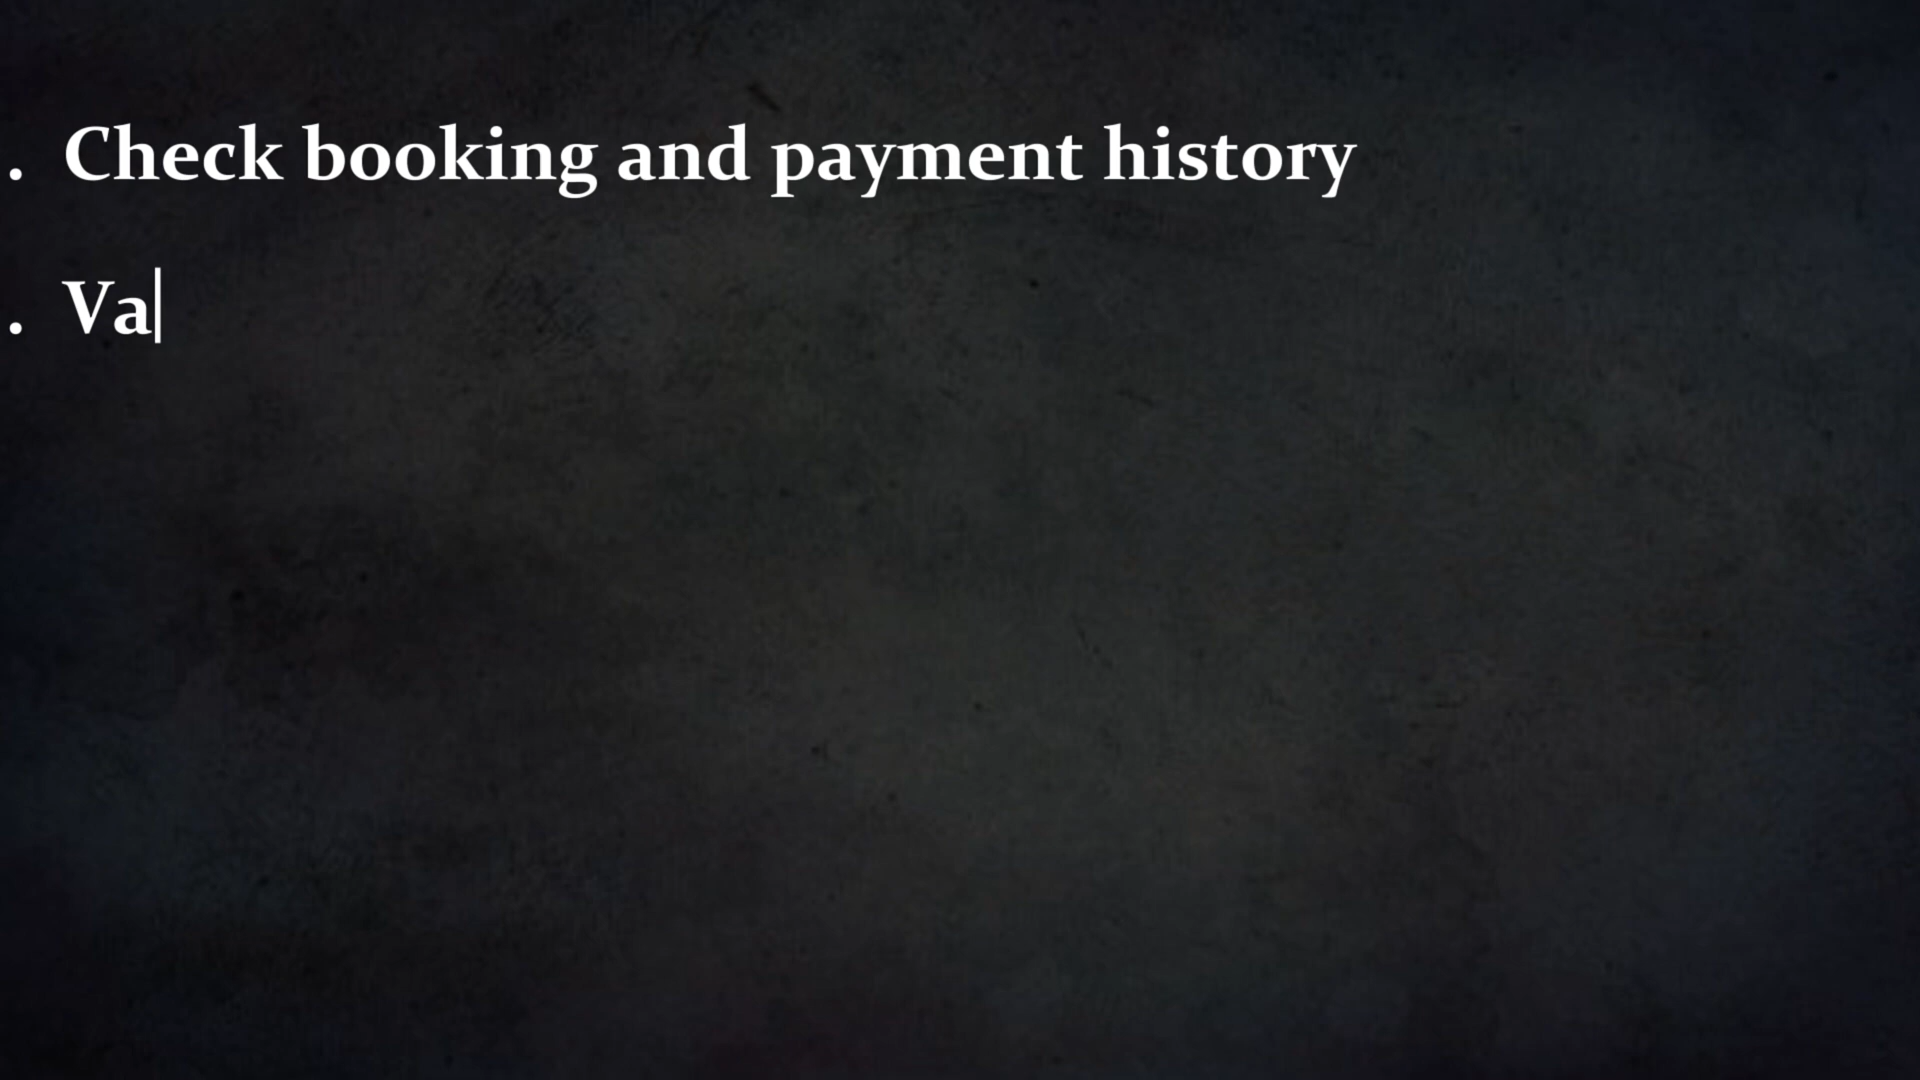 . Check booking and payment history
. Va